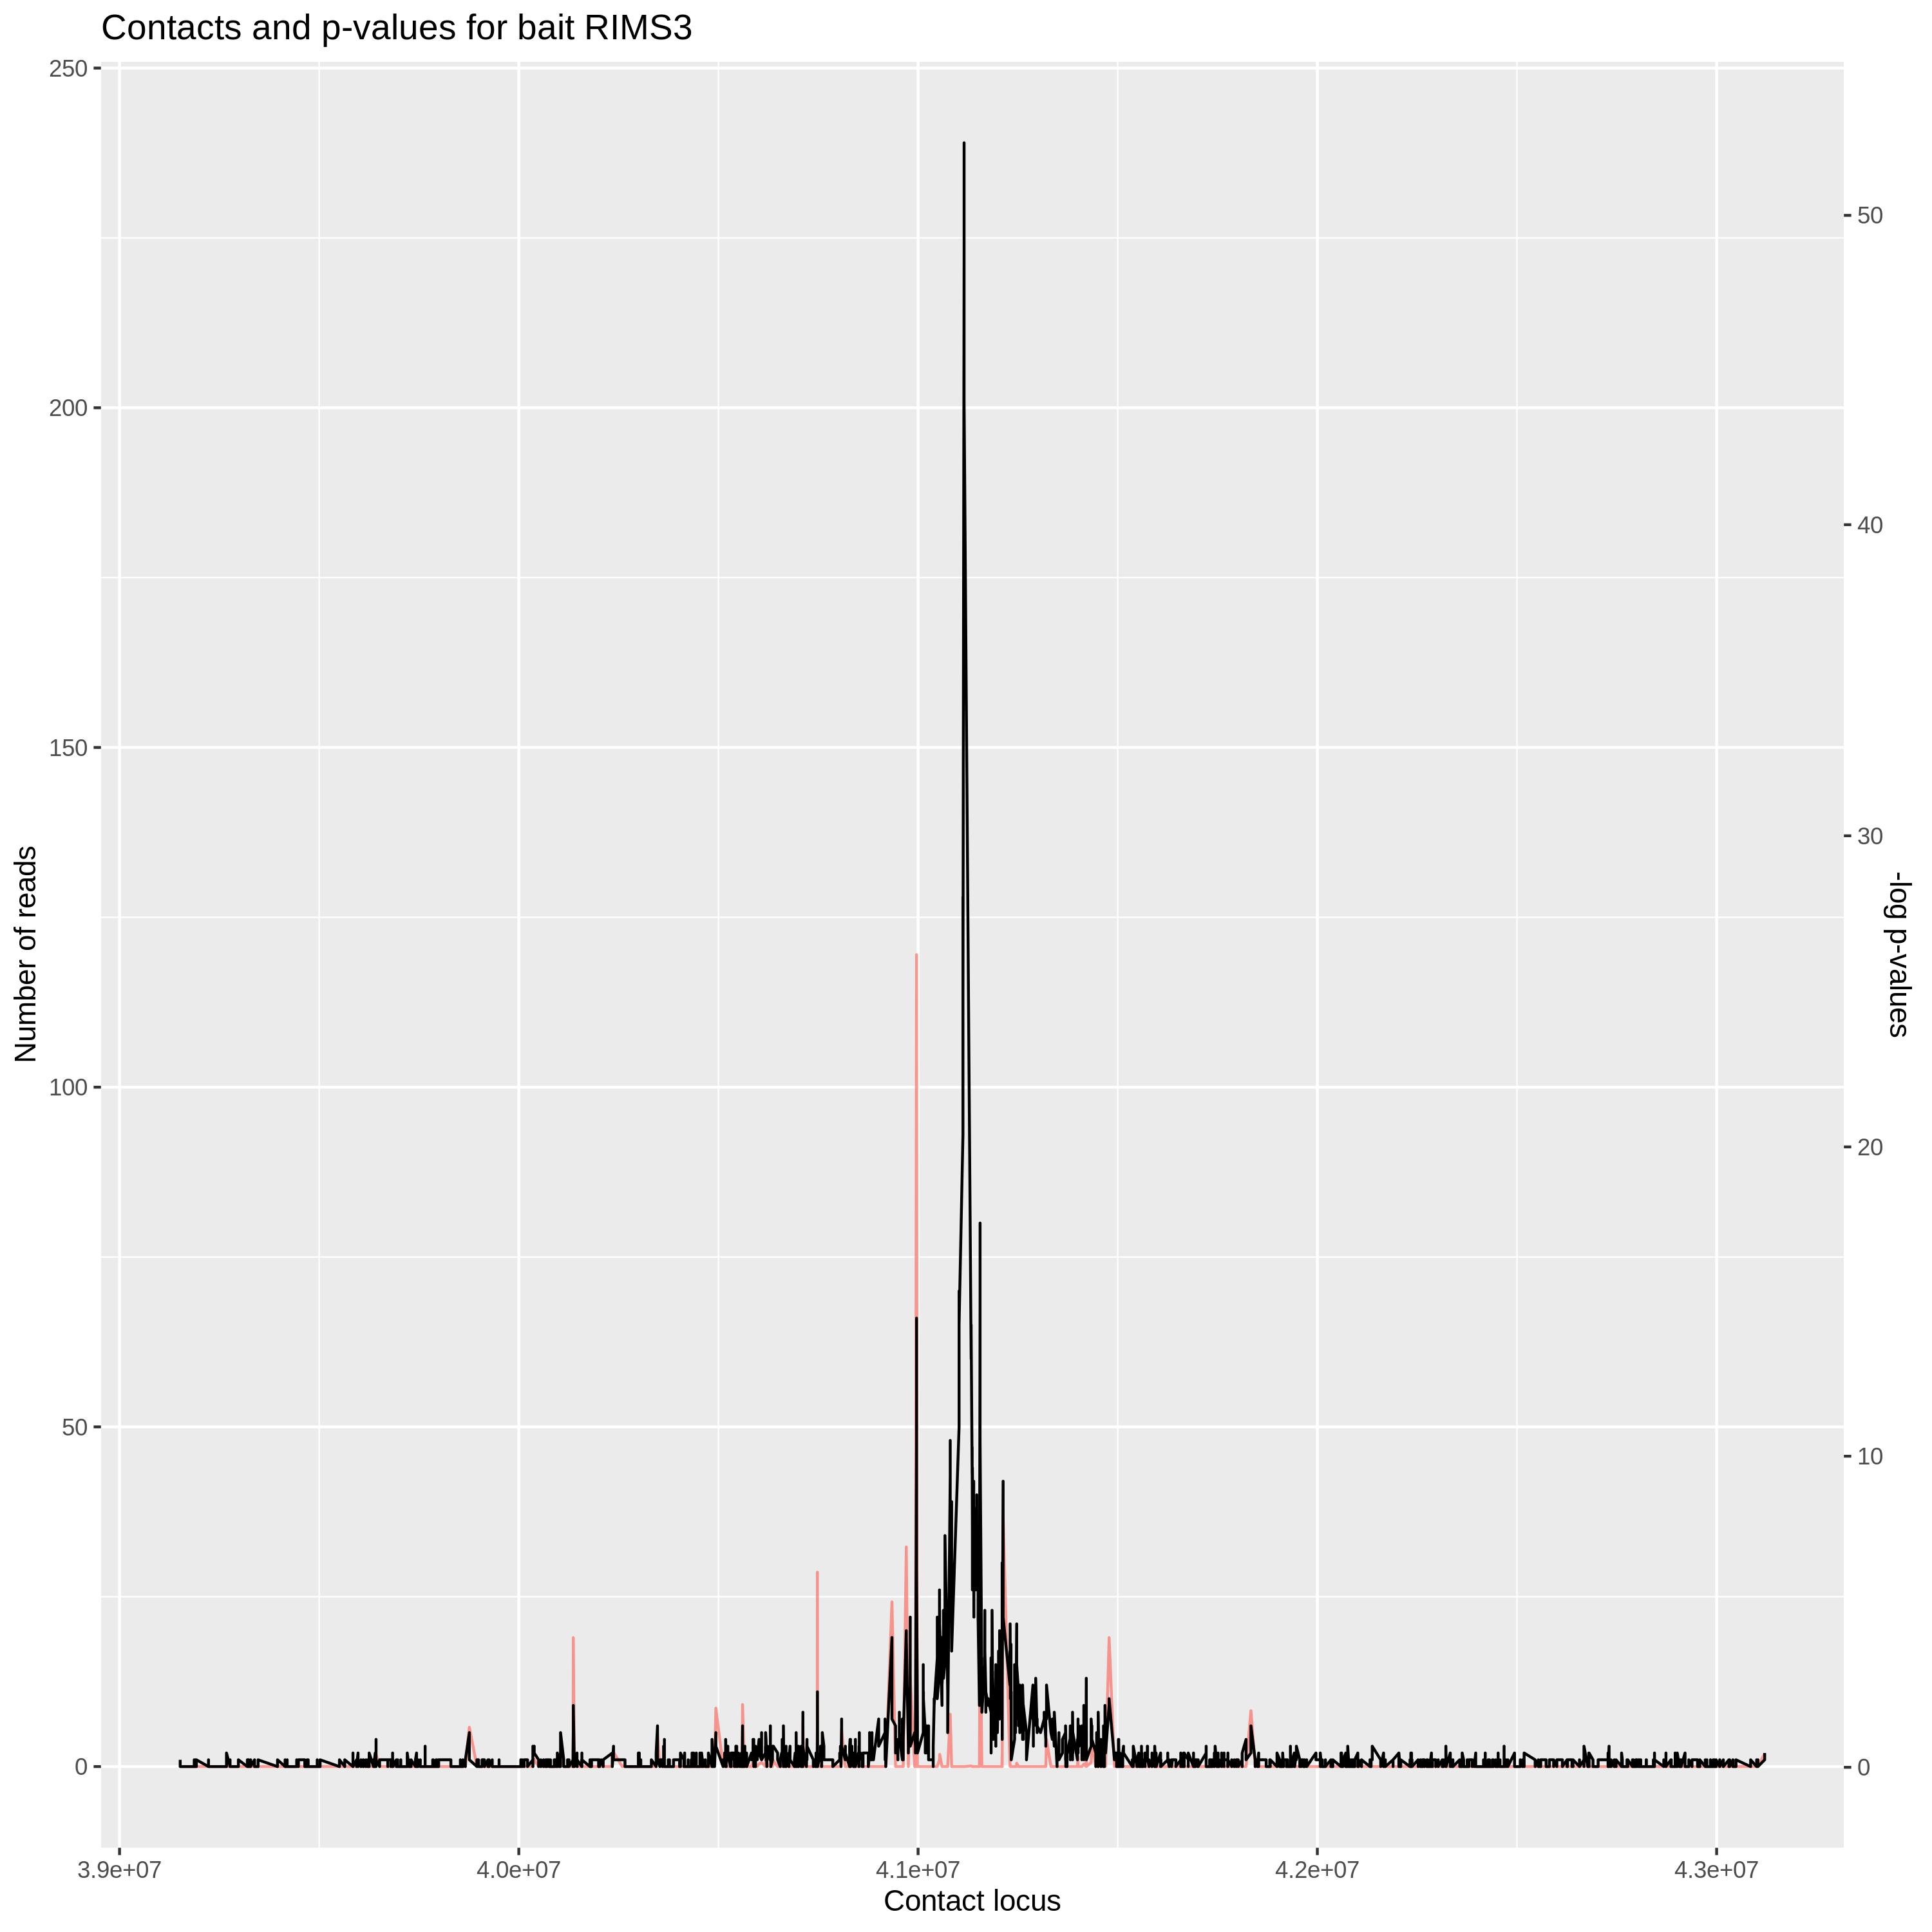 Contacts and p-values for bait RIMS3
250
200
150
100
50
0
Number of reads
50
40
30
20
10
0
-log p-values
3.9e+07
4.0e+07
4.1e+07
4.2e+07
4.3e+07
Contact locus